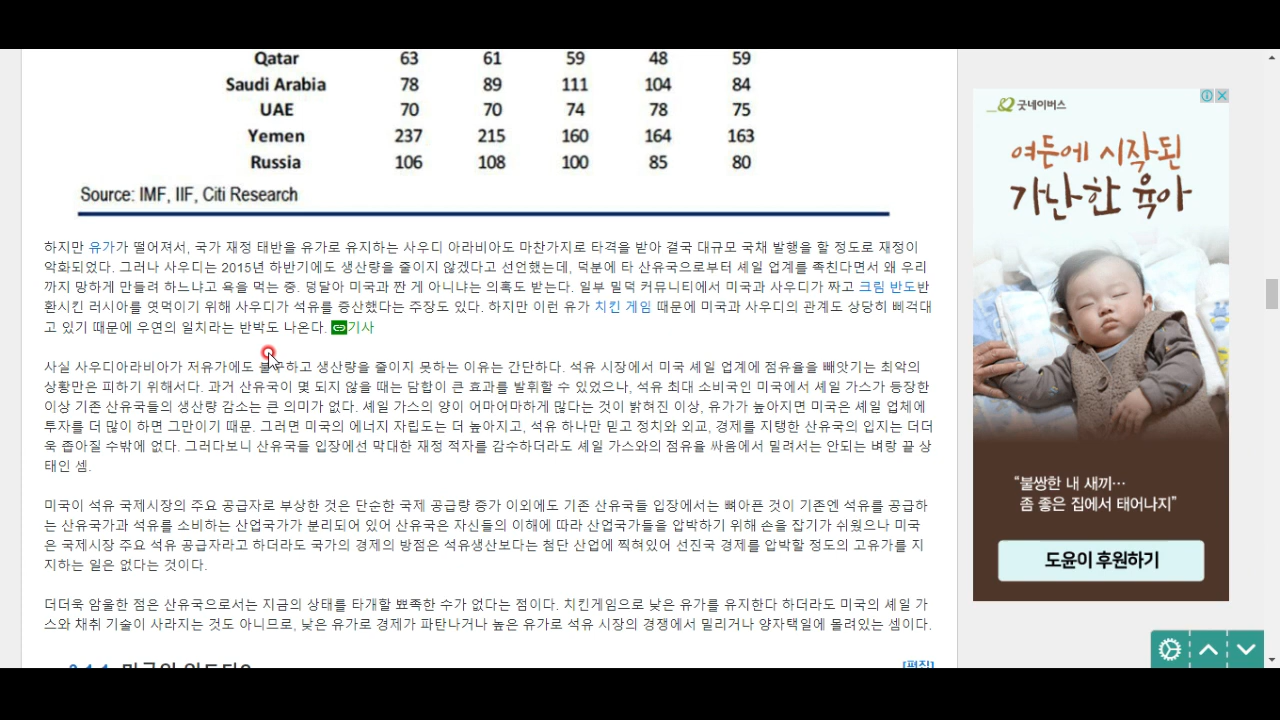 Qatar 63 61 59 48 59
Saudi Arabia 78 89 111 104 84
UAE 70 70 74 78 75
Yemen 237 215 160 164 163
Russia 106 108 100 85 80
Source: IMF, IIF, Citi Research
하지만 유가가 떨어져서, 국가 재정 태반을 유가로 유지하는 사우디 아라비아도 마찬가지로 타격을 받아 결국 대규모 국채 발행을 할 정도로 재정이
악화되었다. 그러나 사우디는 2015년 하반기에도 생산량을 줄이지 않겠다고 선언했는데, 덕분에 타 산유국으로부터 셰일 업계를 족친다면서 왜 우리
까지 망하게 만들려 하느냐고 욕을 먹는 중. 덩달아 미국과 짠 게 아니냐는 의혹도 받는다. 일부 밀덕 커뮤니티에서 미국과 사우디가 짜고 크림 반도반
환시킨 러시아를 엿먹이기 위해 사우디가 석유를 증산했다는 주장도 있다. 하지만 이런 유가 치킨 게임 때문에 미국과 사우디의 관계도 상당히 삐걱대
고 있기 때문에 우연의 일치라는 반박도 나온다. 기사
사실 사우디아라비아가 저유가에도 불구하고 생산량을 줄이지 못하는 이유는 간단하다. 석유 시장에서 미국 셰일 업계에 점유율을 빼앗기는 최악의
상황만은 피하기 위해서다. 과거 산유국이 몇 되지 않을 때는 담합이 큰 효과를 발휘할 수 있었으나, 석유 최대 소비국인 미국에서 셰일 가스가 등장한
이상 기존 산유국들의 생산량 감소는 큰 의미가 없다. 셰일 가스의 양이 어마어마하게 많다는 것이 밝혀진 이상, 유가가 높아지면 미국은 셰일 업체에
투자를 더 많이 하면 그만이기 때문. 그러면 미국의 에너지 자립도는 더 높아지고, 석유 하나만 믿고 정치와 외교, 경제를 지탱한 산유국의 입지는 더더
욱 좁아질 수밖에 없다. 그러다보니 산유국들 입장에선 막대한 재정 적자를 감수하더라도 셰일 가스와의 점유율 싸움에서 밀려서는 안되는 벼랑 끝 상
태인 셈.
미국이 석유 국제시장의 주요 공급자로 부상한 것은 단순한 국제 공급량 증가 이외에도 기존 산유국들 입장에서는 뼈아픈 것이 기존엔 석유를 공급하
는 산유국가과 석유를 소비하는 산업국가가 분리되어 있어 산유국은 자신들의 이해에 따라 산업국가들을 압박하기 위해 손을 잡기가 쉬웠으나 미국
은 국제시장 주요 석유 공급자라고 하더라도 국가의 경제의 방점은 석유생산보다는 첨단 산업에 찍혀있어 선진국 경제를 압박할 정도의 고유가를 지
지하는 일은 없다는 것이다.
더더욱 암울한 점은 산유국으로서는 지금의 상태를 타개할 뾰족한 수가 없다는 점이다. 치킨게임으로 낮은 유가를 유지한다 하더라도 미국의 셰일 가
스와 채취 기술이 사라지는 것도 아니므로, 낮은 유가로 경제가 파탄나거나 높은 유가로 석유 시장의 경쟁에서 밀리거나 양자택일에 몰려있는 셈이다.
[편집]
굿네이버스
여든에 시작된
가난한 육아
“불쌍한 내 새끼…
좀 좋은 집에서 태어나지”
도윤이 후원하기